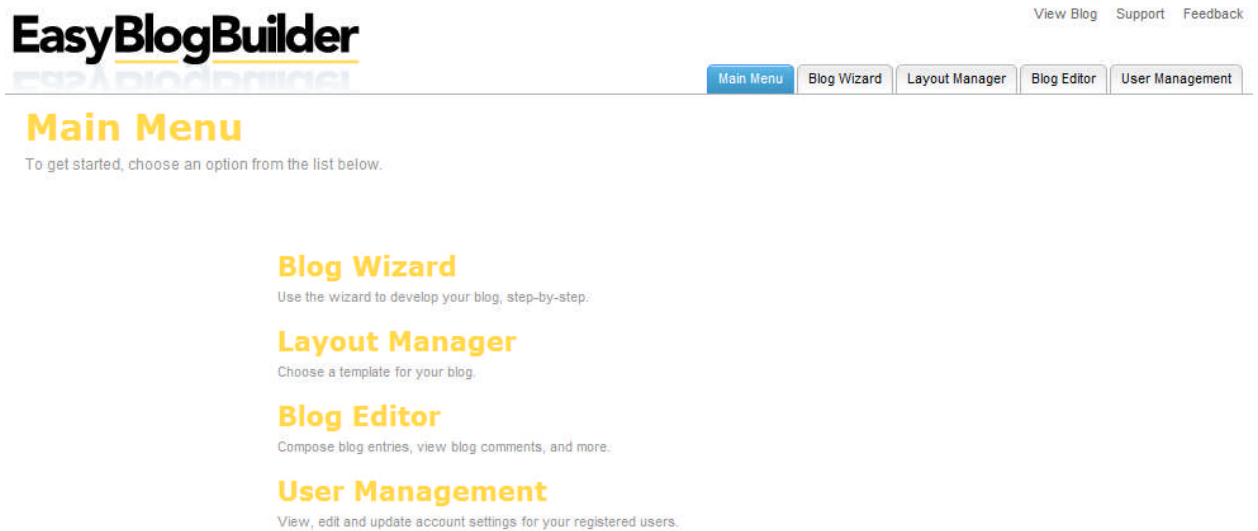 View Blog Support Feedback
EasyBlogBuilder
Main Menu Blog Wizard Layout Manager Blog Editor User Management
Main Menu
To get started, choose an option from the list below.
Blog Wizard
Use the wizard to develop your blog, step-by-step.
Layout Manager
Choose a template for your blog.
Blog Editor
Compose blog entries, view blog comments, and more.
User Management
View, edit and update account settings for your registered users.